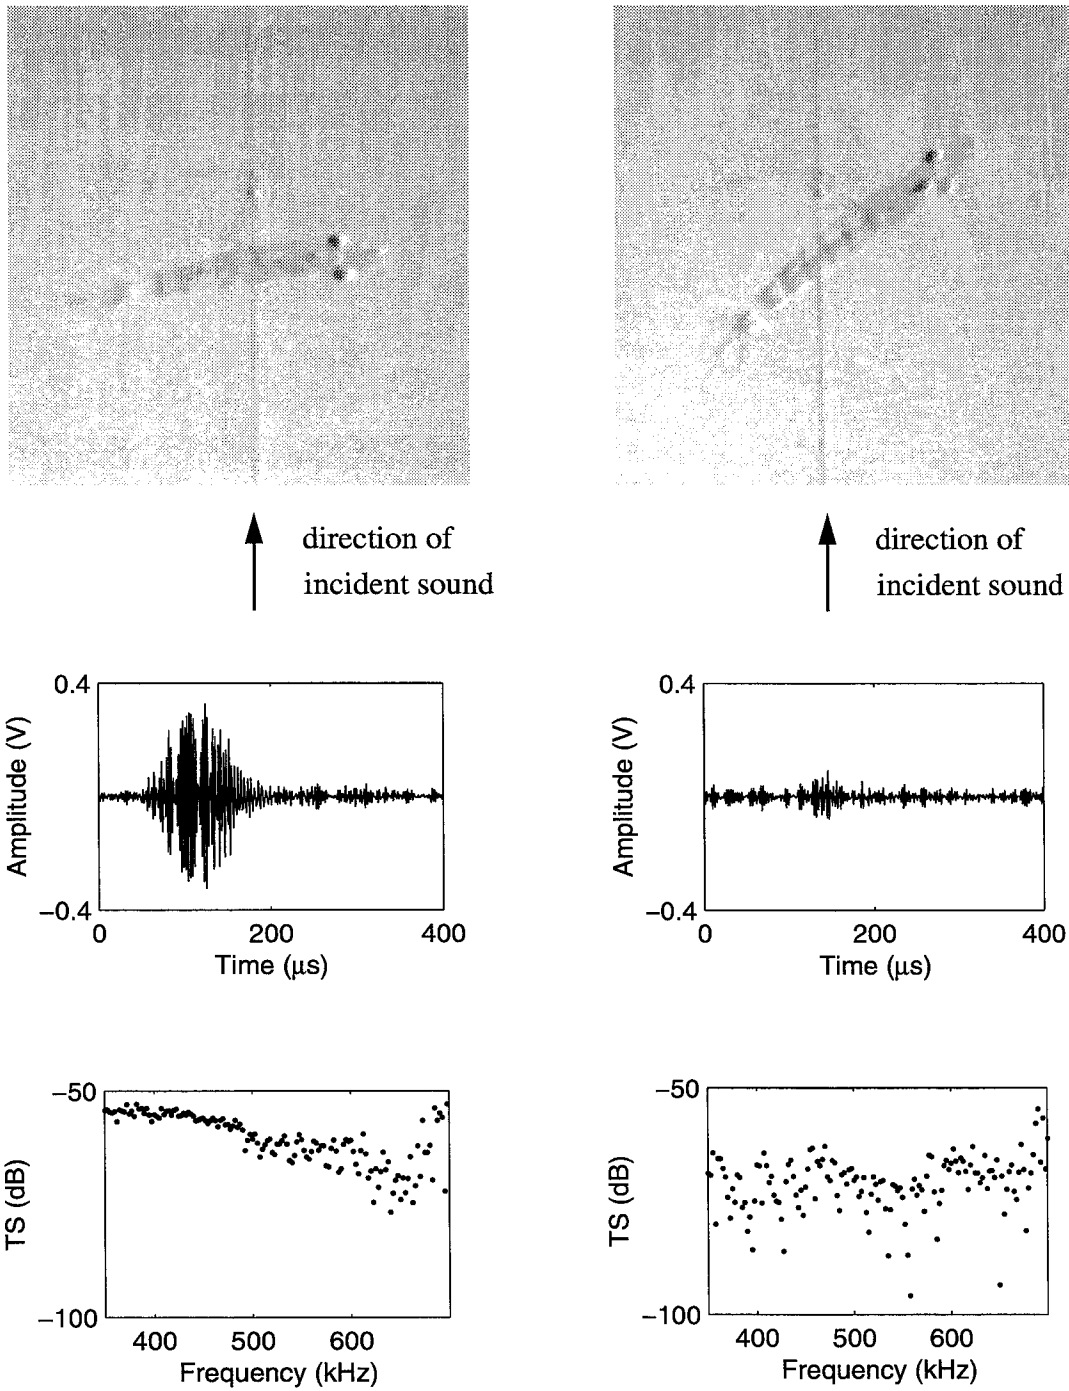 direction of
incident sound
direction of
incident sound
0.4
Amplitude (V)
−0.4
0 200 400
Time (μs)
0.4
Amplitude (V)
−0.4
0 200 400
Time (μs)
−50
TS (dB)
−100
400 500 600
Frequency (kHz)
−50
TS (dB)
−100
400 500 600
Frequency (kHz)